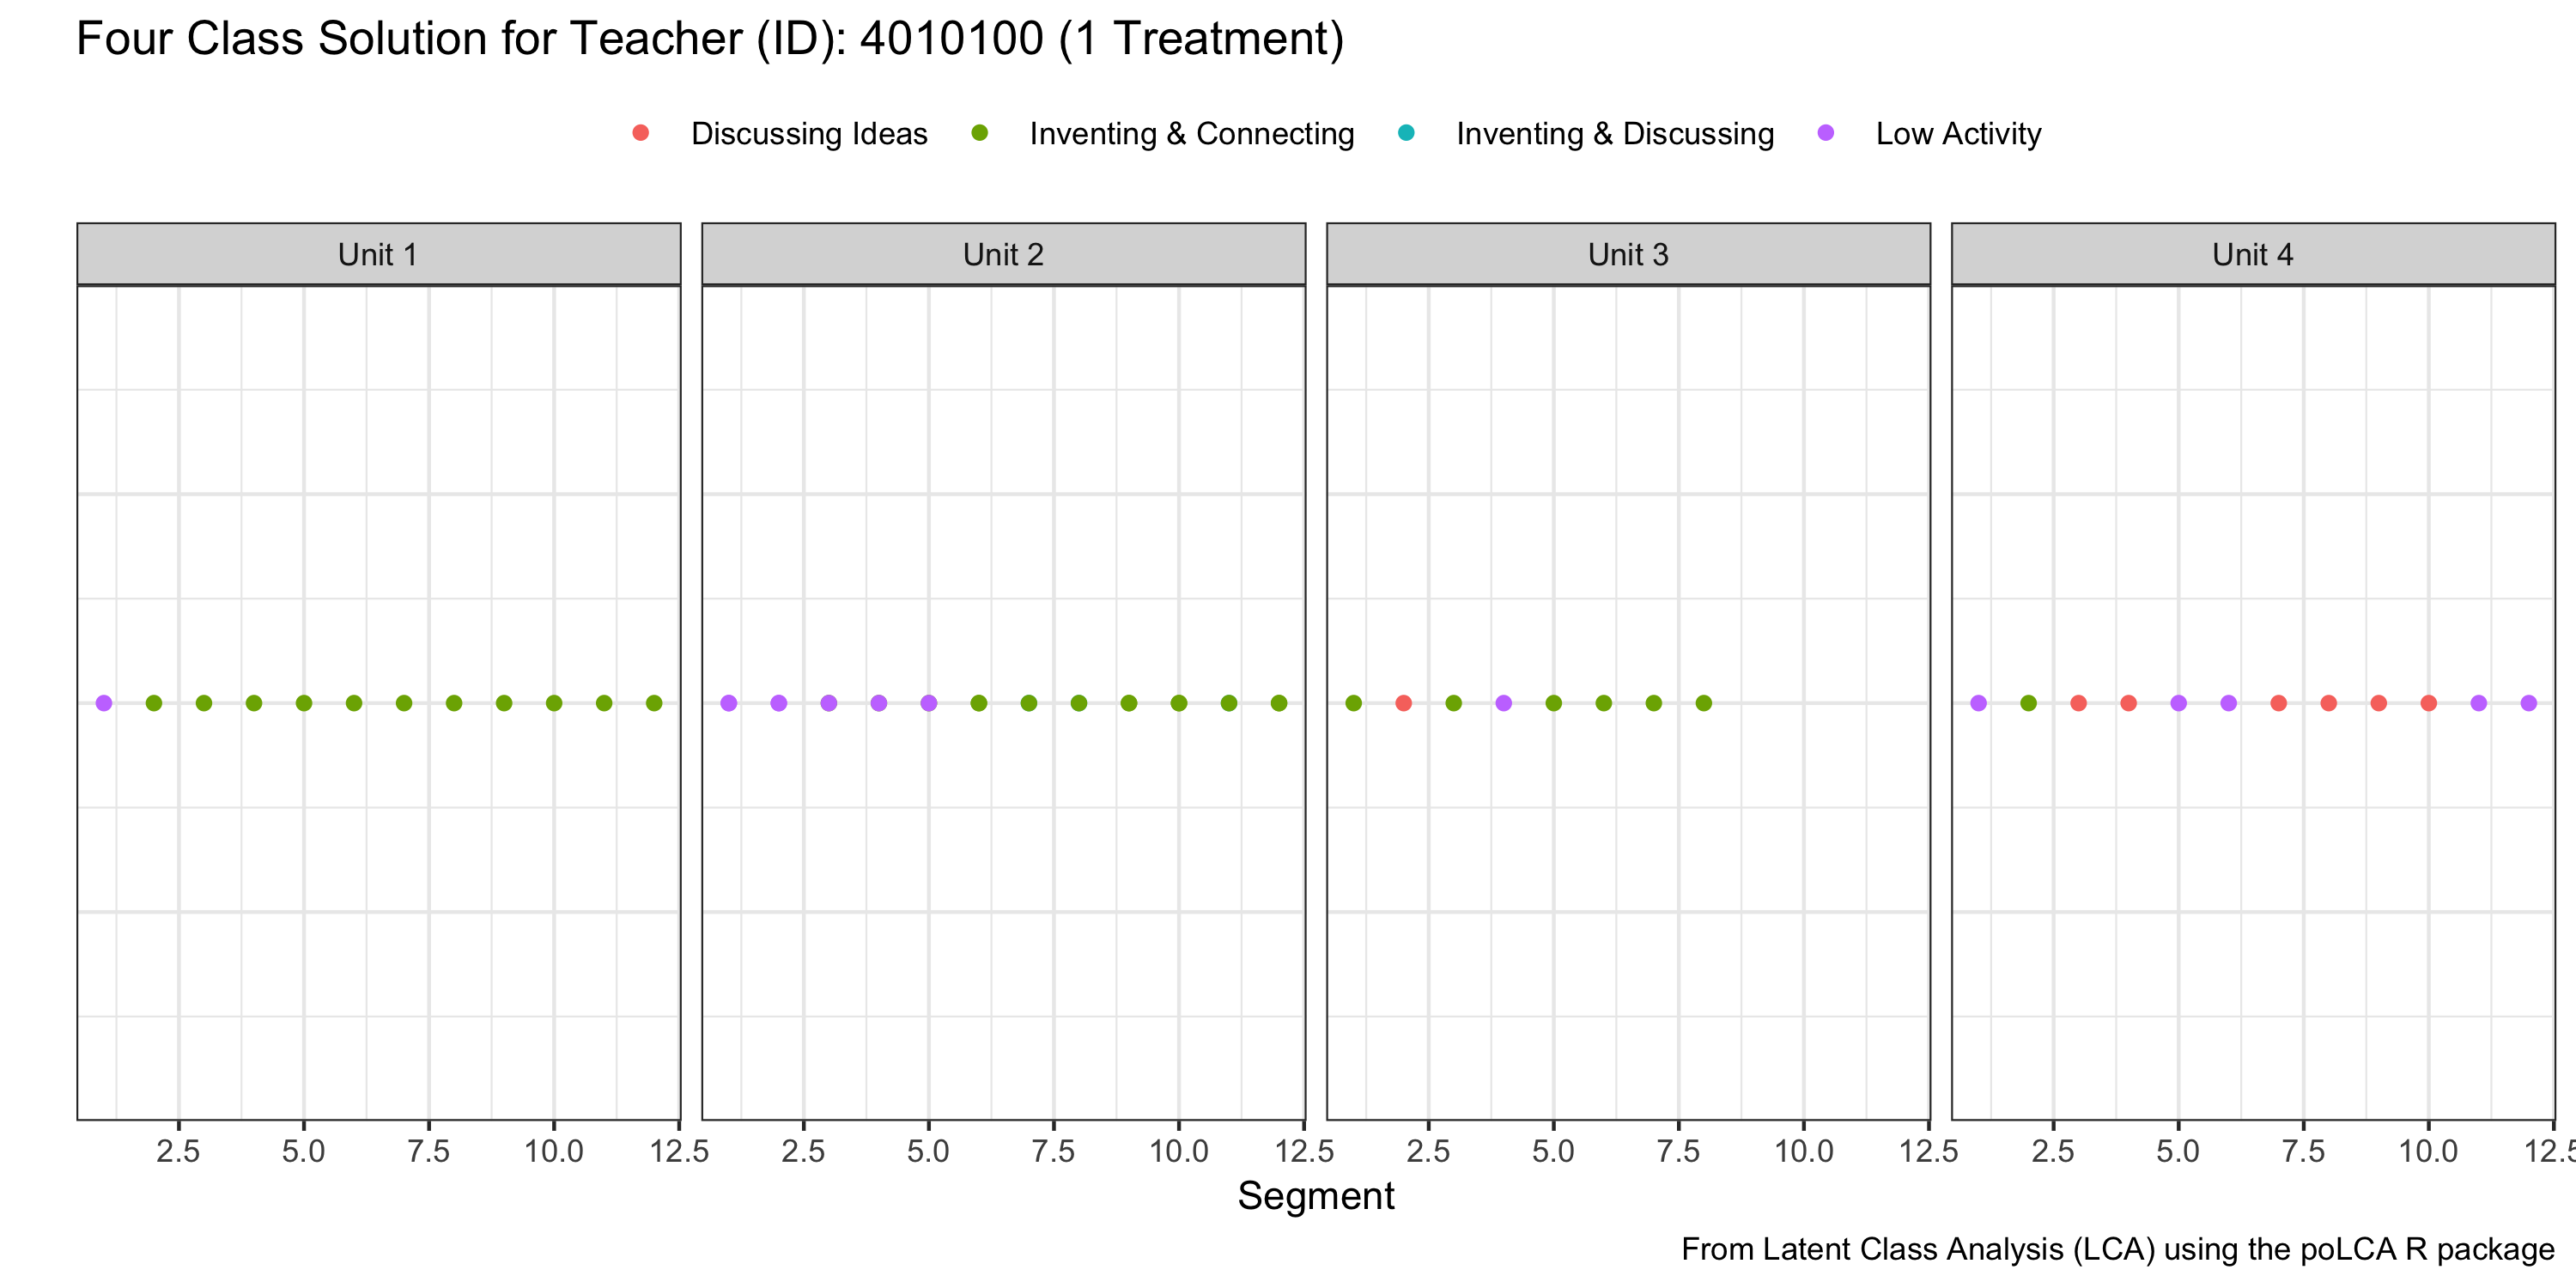 Four Class Solution for Teacher (ID): 4010100 (1 Treatment)
Discussing Ideas Inventing & Connecting Inventing & Discussing Low Activity
Unit 1 Unit 2 Unit 3 Unit 4
2.5 5.0 7.5 10.0 12.5 2.5 5.0 7.5 10.0 12.5 2.5 5.0 7.5 10.0 12.5 2.5 5.0 7.5 10.0 12.5
Segment
From Latent Class Analysis (LCA) using the poLCA R package